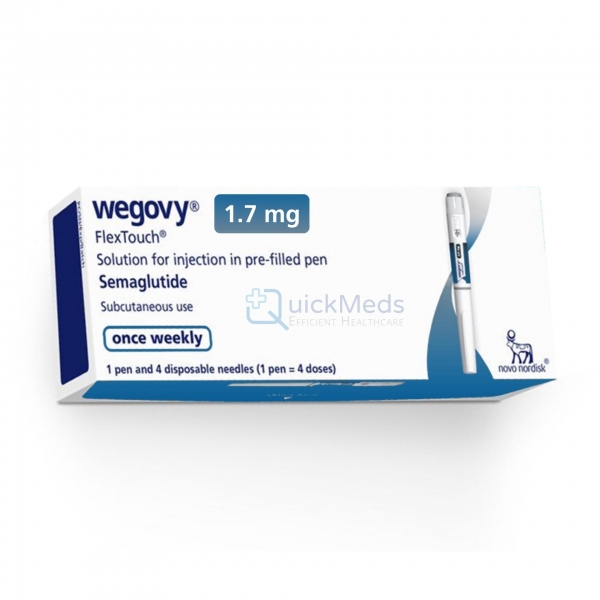 wegovy® 1.7 mg
FlexTouch®
Solution for injection in pre-filled pen
Semaglutide
Subcutaneous use
QuickMeds
EFFICIENT HEALTHCARE
once weekly
1 pen and 4 disposable needles (1 pen = 4 doses)
novo nordisk®